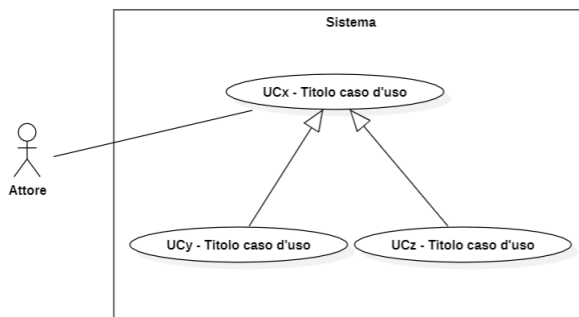 Sistema
UCx - Titolo caso d'uso
Attore
UCy - Titolo caso d'uso
UCz - Titolo caso d'uso